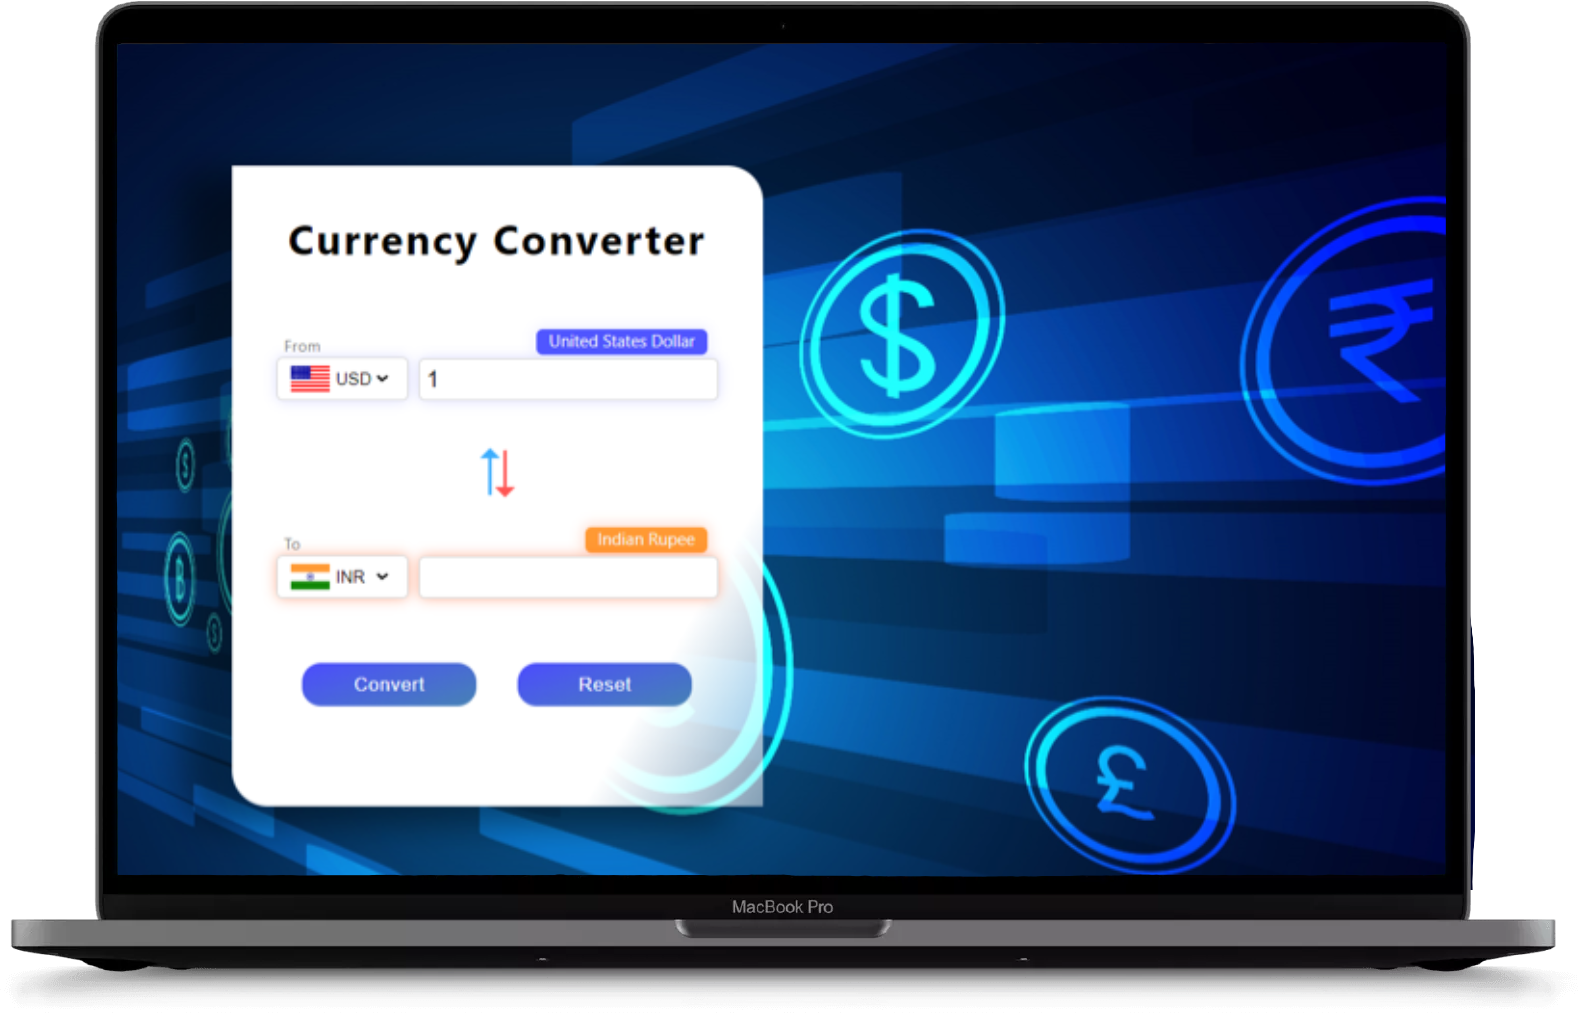 Currency Converter
From
United States Dollar
USD
1
To
Indian Rupee
INR
Convert
Reset
$
₹
$
฿
$
£
MacBook Pro